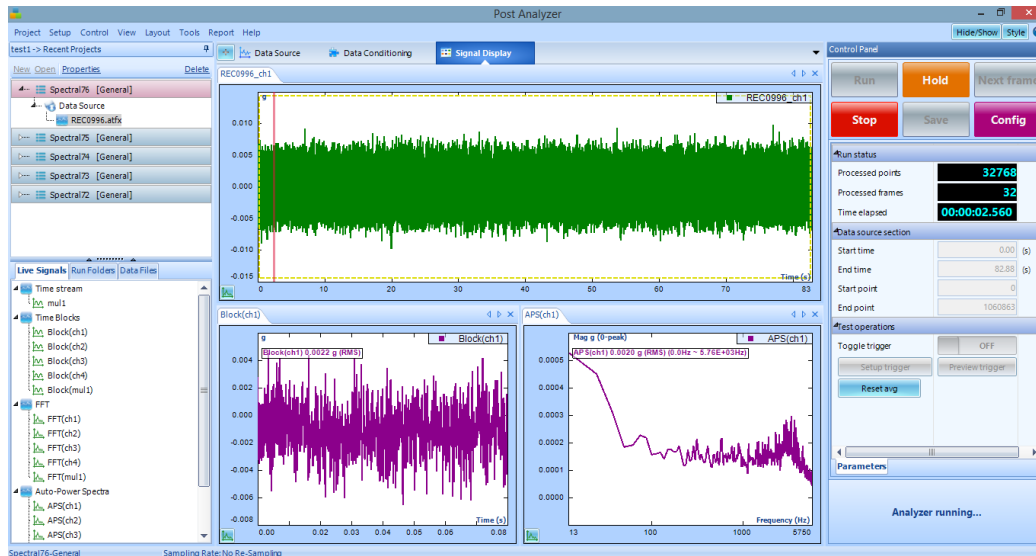 Post Analyzer
Project Setup Control View Layout Tools Report Help
Hide/Show Style
test1 -> Recent Projects
New Open Properties Delete
Spectral76 [General]
Data Source
REC0996.atfx
Spectral75 [General]
Spectral74 [General]
Spectral73 [General]
Spectral72 [General]
Live Signals Run Folders Data Files
Time stream
mul1
Time Blocks
Block(ch1)
Block(ch2)
Block(ch3)
Block(ch4)
Block(mul1)
FFT
FFT(ch1)
FFT(ch2)
FFT(ch3)
FFT(ch4)
FFT(mul1)
Auto-Power Spectra
APS(ch1)
APS(ch2)
APS(ch3)
Data Source Data Conditioning Signal Display
REC0996_ch1
g
REC0996_ch1
0.010
0.005
0.000
-0.005
-0.010
-0.015
Time (s)
0 10 20 30 40 50 60 70 83
Block(ch1)
g
Block(ch1)
Block(ch1) 0.0022 g (RMS)
0.004
0.002
0.000
-0.002
-0.004
-0.006
-0.008
Time (s)
0.00 0.02 0.04 0.05 0.06 0.08
APS(ch1)
Mag g (0-peak)
APS(ch1)
APS(ch1) 0.0020 g (RMS) (0.0Hz ~ 5.76E+03Hz)
0.0005
0.0004
0.0003
0.0002
0.0001
0.0000
Frequency (Hz)
13 100 1000 5760
Control Panel
Run Hold Next frame
Stop Save Config
Run status
Processed points 32768
Processed frames 32
Time elapsed 00:00:02.560
Data source section
Start time 0.00 (s)
End time 82.88 (s)
Start point 0
End point 1060863
Test operations
Toggle trigger OFF
Setup trigger Preview trigger
Reset avg
Parameters
Analyzer running...
Spectral76-General Sampling Rate: No Re-Sampling